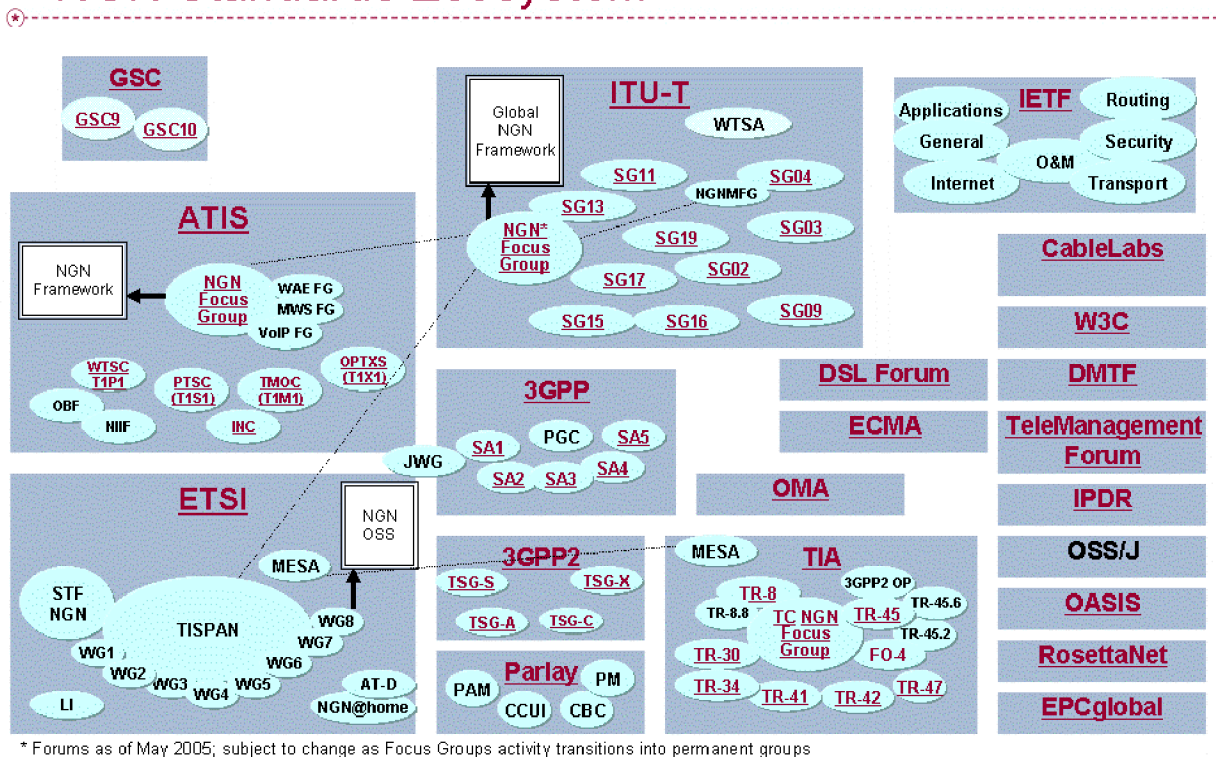 GSC
GSC9
GSC10
ITU-T
Global
NGN
Framework
WTSA
SG11
SG04
NGNMFG
SG13
NGN*
Focus
Group
SG19
SG03
SG02
SG17
SG15
SG16
SG09
IETF
Applications
Routing
General
Security
O&M
Internet
Transport
ATIS
NGN
Framework
NGN
Focus
Group
WAE FG
MWS FG
VoIP FG
WTSC
T1P1
PTSC
(T1S1)
TMOC
(T1M1)
OPTXS
(T1X1)
OBF
NIIF
INC
CableLabs
W3C
DSL Forum
DMTF
ECMA
TeleManagement
Forum
OMA
IPDR
OSS/J
OASIS
RosettaNet
EPCglobal
3GPP
JWG
SA1
PGC
SA5
SA2
SA3
SA4
ETSI
NGN
OSS
MESA
STF
NGN
TISPAN
WG8
WG7
WG6
WG5
WG4
WG3
WG2
WG1
LI
AT-D
NGN@home
3GPP2
TSG-S
TSG-X
TSG-A
TSG-C
Parlay
PAM
PM
CCUI
CBC
MESA
TIA
3GPP2 OP
TR-8
TR-8.8
TC NGN
Focus
Group
TR-45
TR-45.6
TR-45.2
TR-30
FO-4
TR-34
TR-41
TR-42
TR-47
* Forums as of May 2005; subject to change as Focus Groups activity transitions into permanent groups